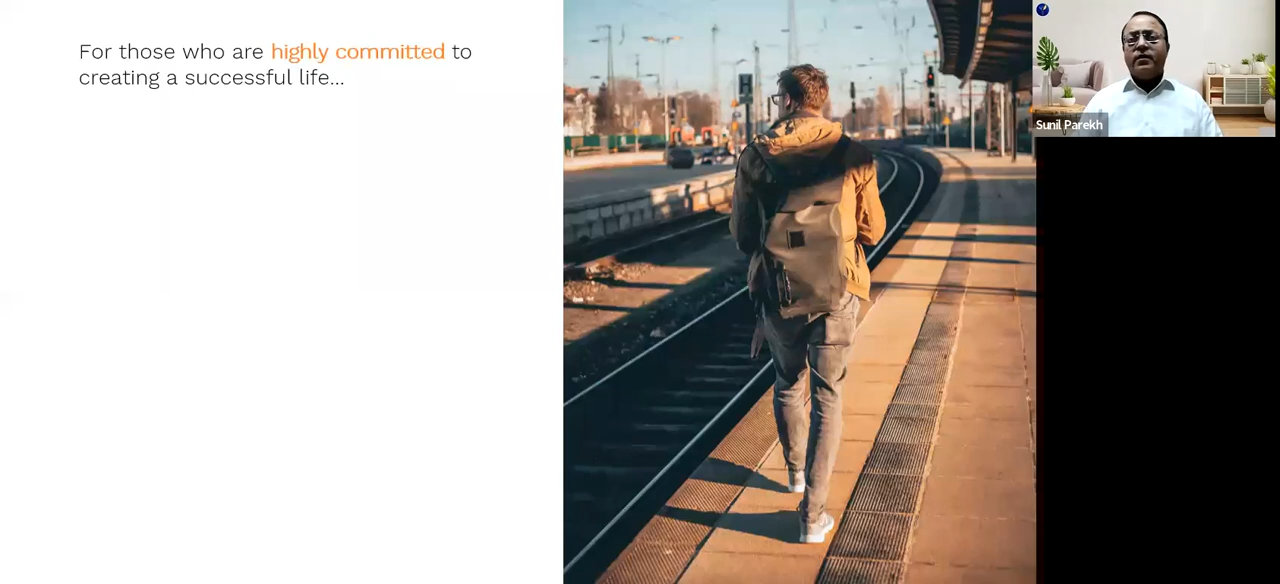 For those who are highly committed to
creating a successful life...
Sunil Parekh